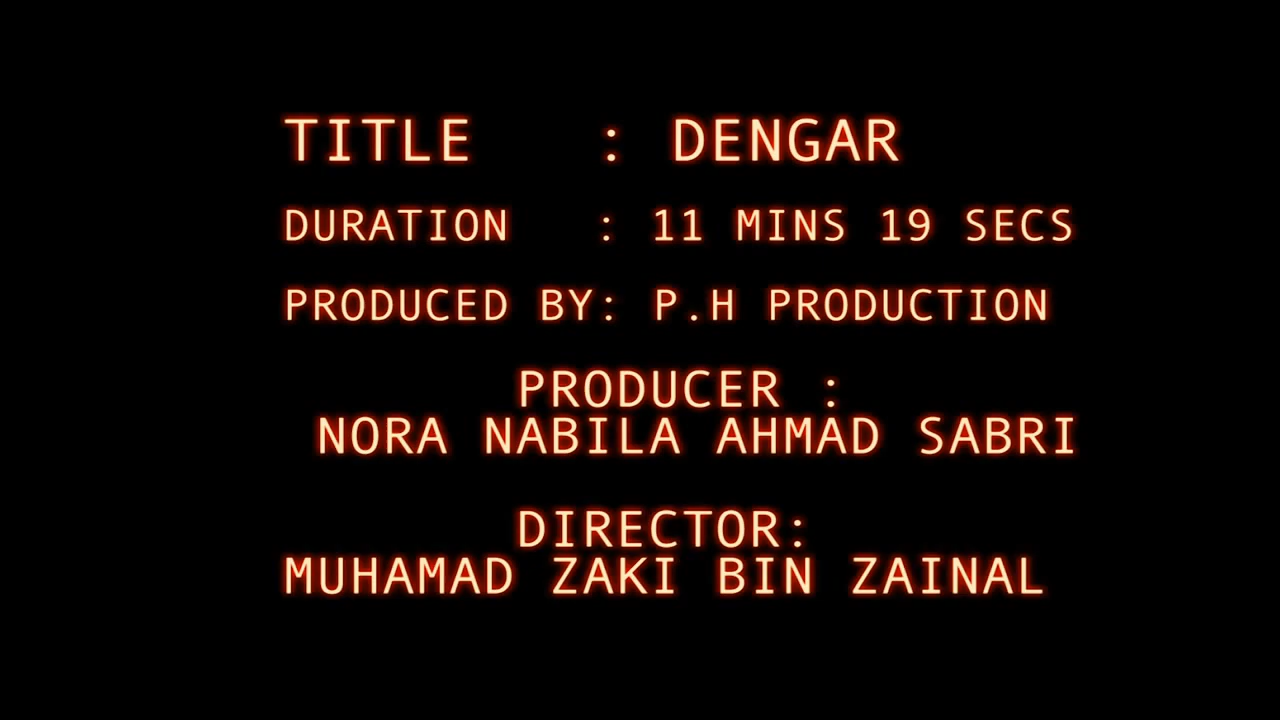 TITLE : DENGAR
DURATION : 11 MINS 19 SECS
PRODUCED BY: P.H PRODUCTION
PRODUCER :
NORA NABILA AHMAD SABRI
DIRECTOR:
MUHAMAD ZAKI BIN ZAINAL